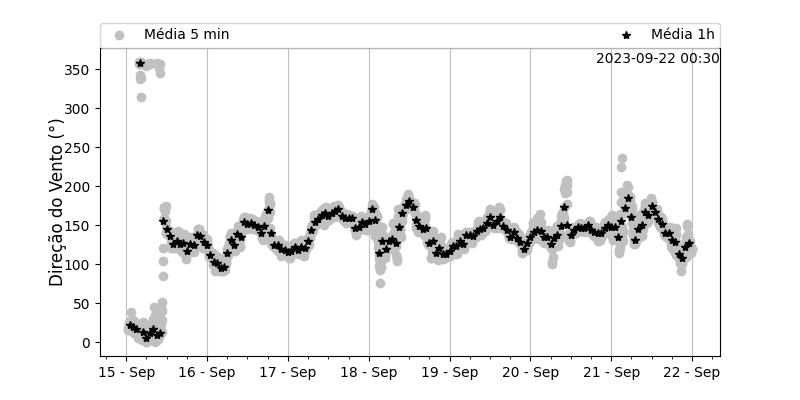 Média 5 min
Média 1h
2023-09-22 00:30
Direção do Vento (°)
350
300
250
200
150
100
50
0
15 - Sep
16 - Sep
17 - Sep
18 - Sep
19 - Sep
20 - Sep
21 - Sep
22 - Sep